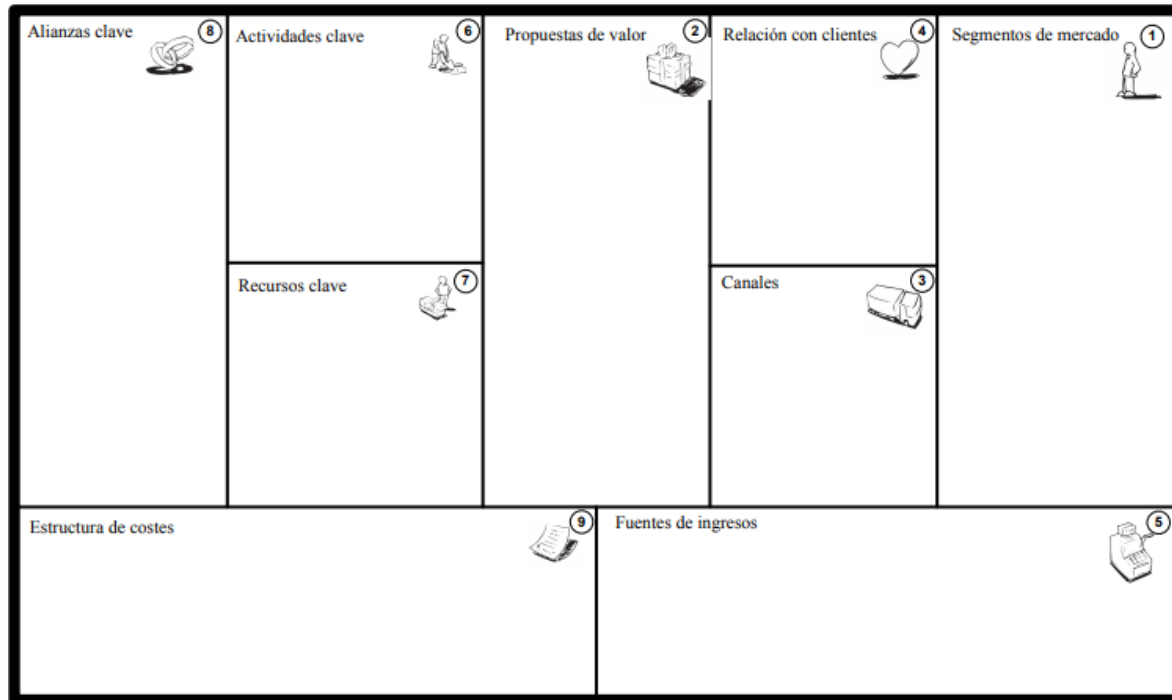 Alianzas clave
8
Actividades clave
6
Propuestas de valor
2
Relación con clientes
4
Segmentos de mercado
1
Recursos clave
7
Canales
3
Estructura de costes
9
Fuentes de ingresos
5